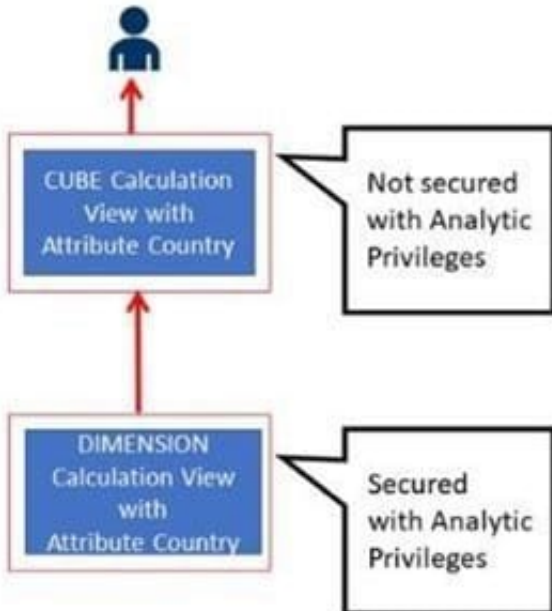 CUBE Calculation
View with
Attribute Country
Not secured
with Analytic
Privileges
DIMENSION
Calculation View
with
Attribute Country
Secured
with Analytic
Privileges